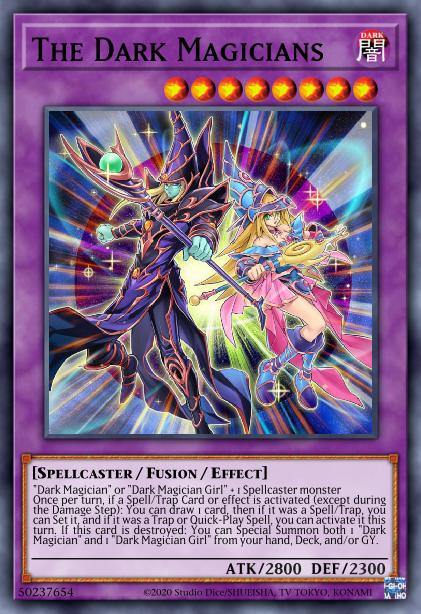 THE DARK MAGICIANS
DARK
闇
[SPELLCASTER / FUSION / EFFECT]
"Dark Magician" or "Dark Magician Girl" + 1 Spellcaster monster
Once per turn, if a Spell/Trap Card or effect is activated (except during
the Damage Step): You can draw 1 card, then if it was a Spell/Trap, you
can Set it, and if it was a Trap or Quick-Play Spell, you can activate it this
turn. If this card is destroyed: You can Special Summon both 1 "Dark
Magician" and 1 "Dark Magician Girl" from your hand, Deck, and/or GY.
ATK/2800 DEF/2300
50237654
©2020 Studio Dice/SHUEISHA, TV TOKYO, KONAMI